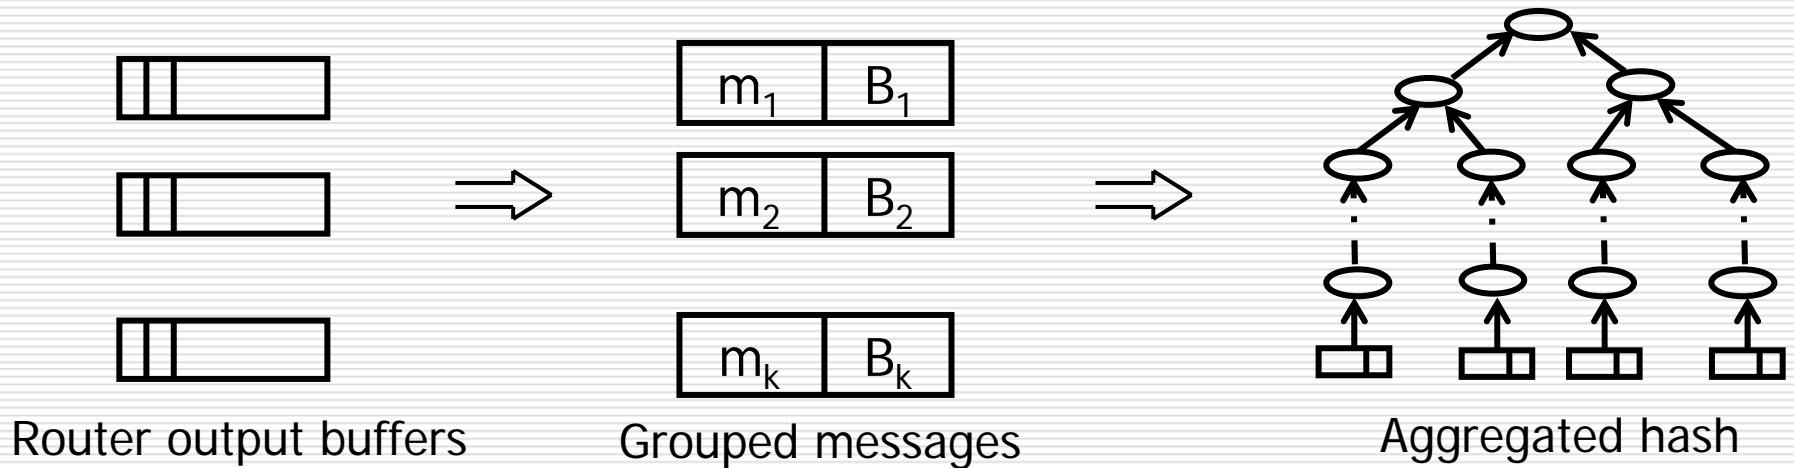 m1 B1
m2 B2
mk Bk
Router output buffers
Grouped messages
Aggregated hash